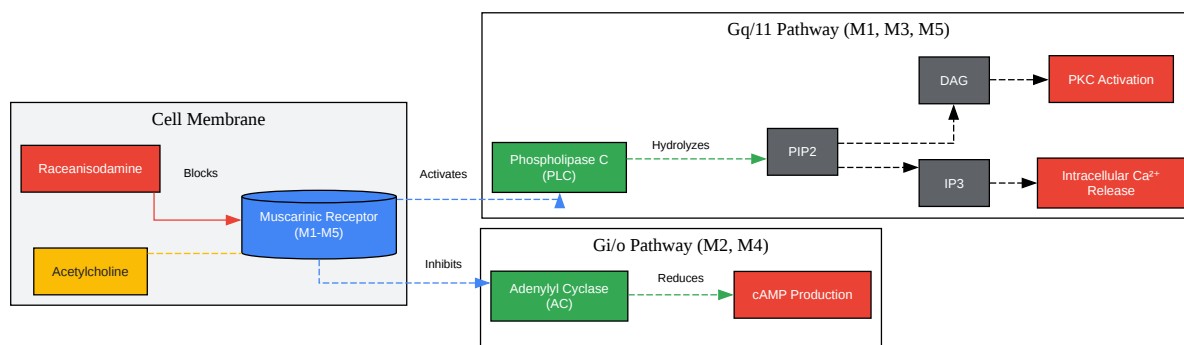 Gq/11 Pathway (M1, M3, M5)
DAG
PKC Activation
Cell Membrane
Raceanisodamine
Blocks
Activates
Phospholipase C
(PLC)
Hydrolyzes
PIP2
IP3
Intracellular Ca²⁺
Release
Muscarinic Receptor
(M1-M5)
Acetylcholine
Gi/o Pathway (M2, M4)
Inhibits
Adenylyl Cyclase
(AC)
Reduces
cAMP Production